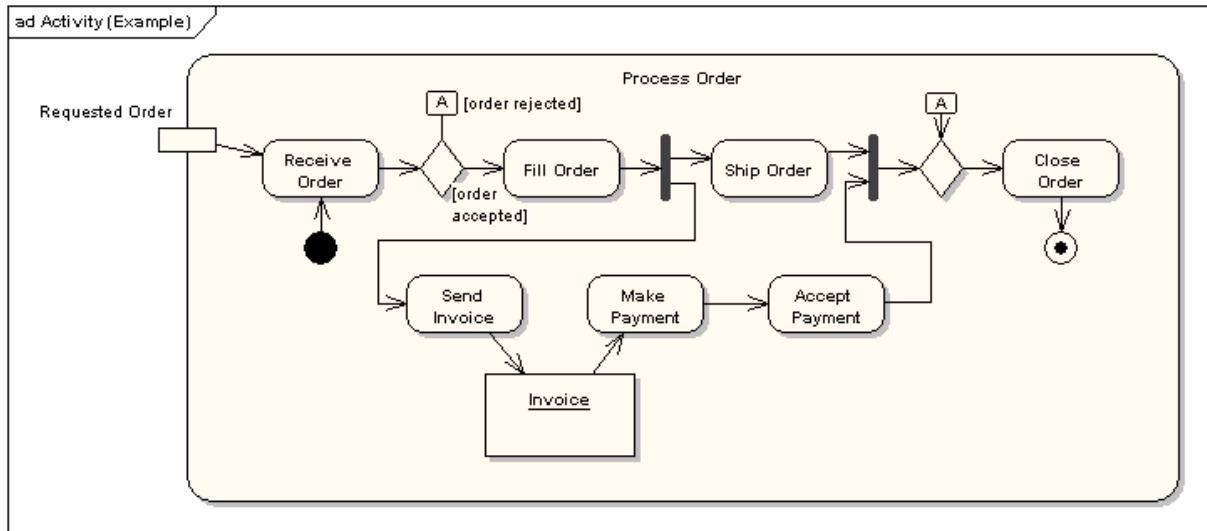 ad Activity (Example)
Process Order
Requested Order
A
[order rejected]
A
Receive
Order
Fill Order
Ship Order
Close
Order
[order
accepted]
Send
Invoice
Make
Payment
Accept
Payment
Invoice